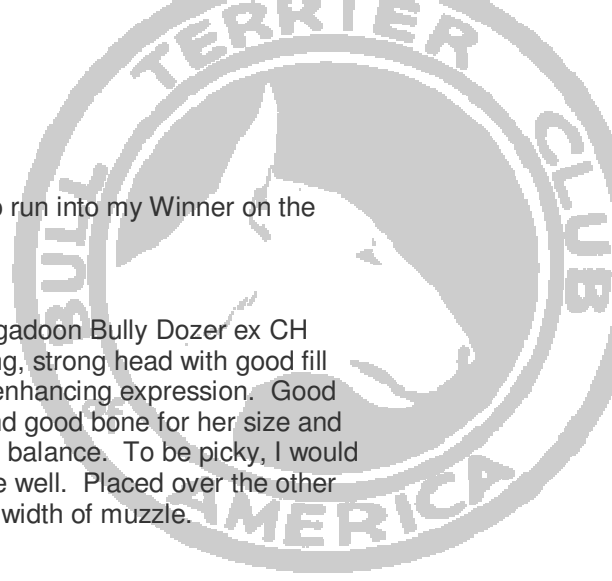 TERRIER
BULL
CLUB
OF
AMERICA
run into my Winner on the
gadoon Bully Dozer ex CH
strong head with good fill
enhancing expression. Good
good bone for her size and
balance. To be picky, I would
well. Placed over the other
width of muzzle.